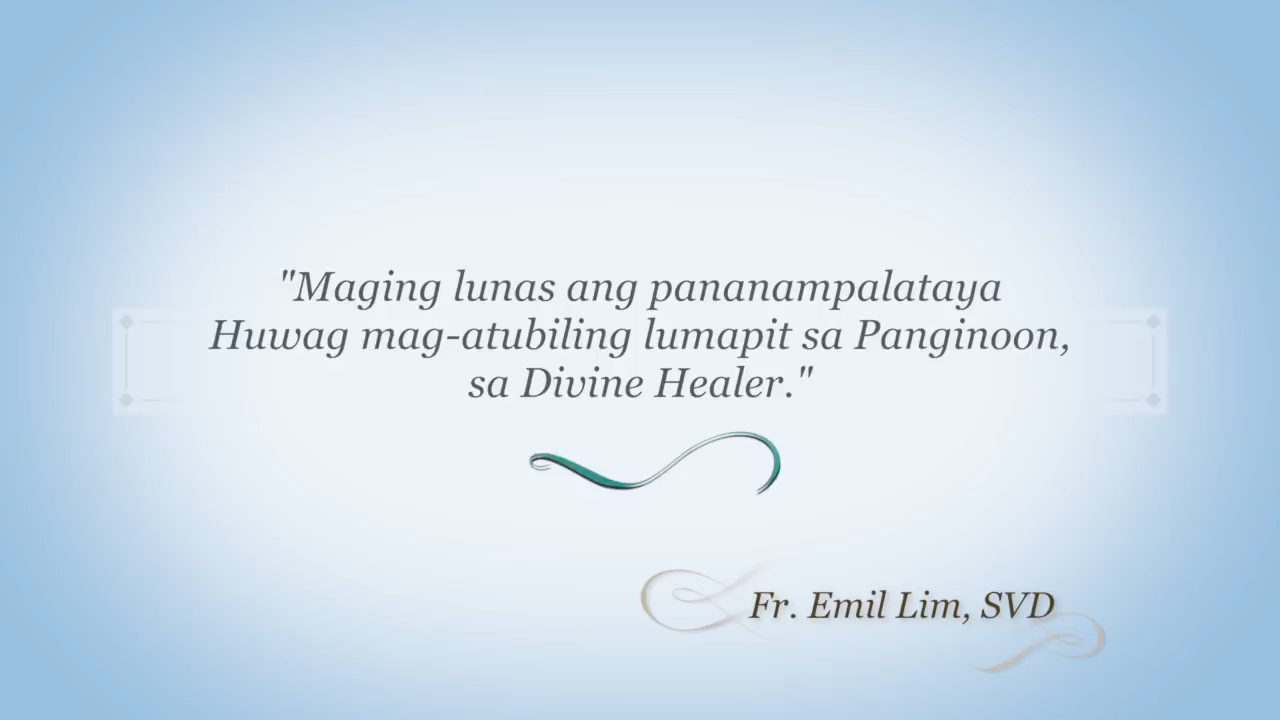 "Maging lunas ang pananampalataya
Huwag mag-atubiling lumapit sa Panginoon,
sa Divine Healer."
Fr. Emil Lim, SVD